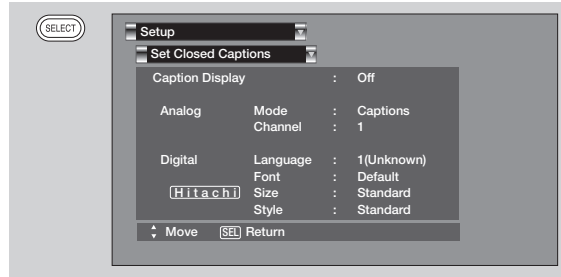 SELECT
Setup
Set Closed Captions
Caption Display : Off
Analog Mode : Captions
Channel : 1
Digital Language : 1(Unknown)
Font : Default
Hitachi Size : Standard
Style : Standard
Move SEL Return